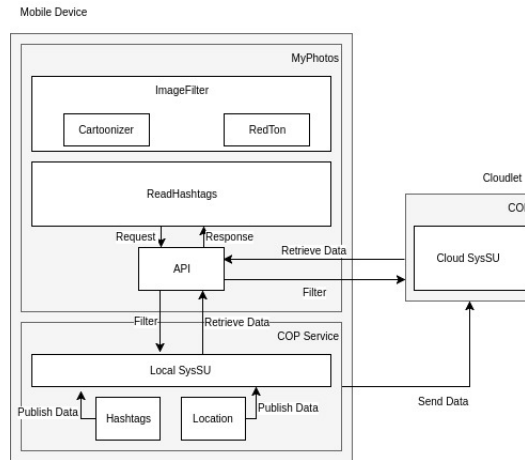 Mobile Device
MyPhotos
ImageFilter
Cartoonizer
RedTon
ReadHashtags
Request
Response
API
Retrieve Data
Filter
Cloudlet
Cloud SysSU
Filter
Retrieve Data
COP Service
Local SysSU
Publish Data
Hashtags
Location
Publish Data
Send Data